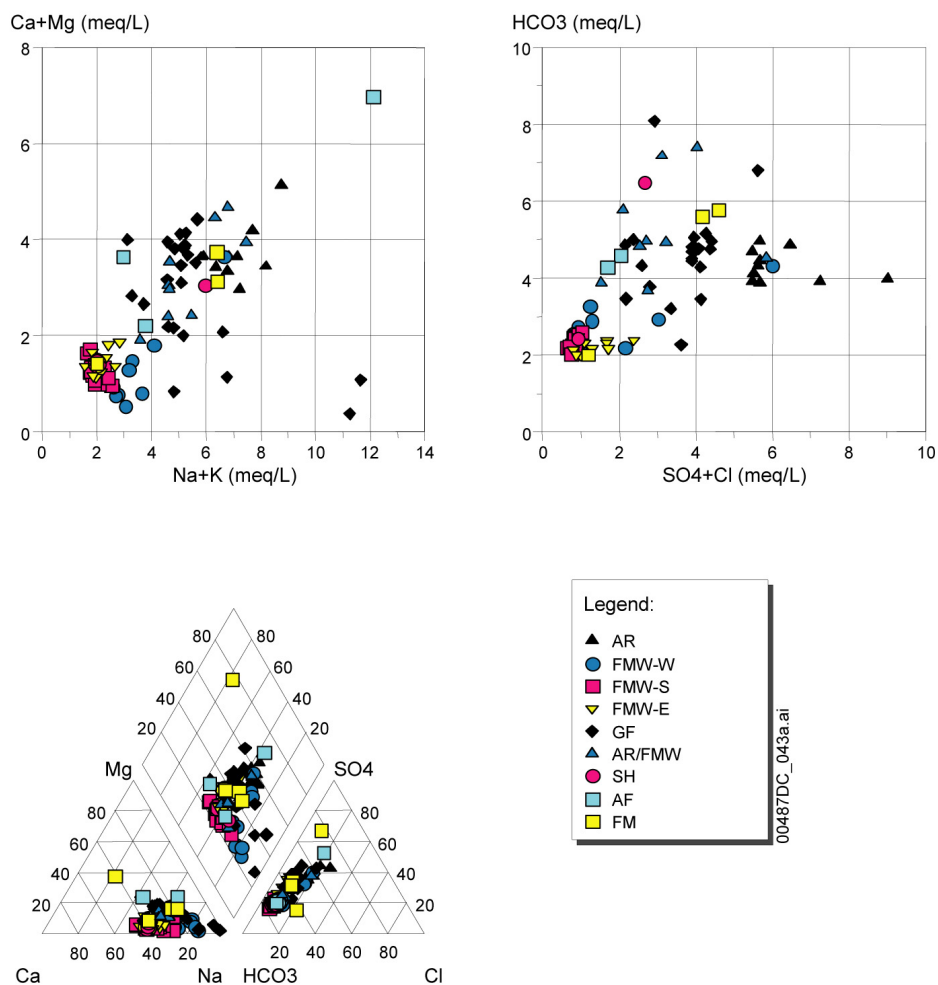 Ca+Mg (meq/L)
8
6
4
2
0
0 2 4 6 8 10 12 14
Na+K (meq/L)
HCO3 (meq/L)
10
8
6
4
2
0
0 2 4 6 8 10
SO4+Cl (meq/L)
80 80
60 60
40 40
20 20
Mg SO4
80 80
60 60
40 40
20 20
80 60 40 20 20 40 60 80
Ca Na HCO3 Cl
Legend:
AR
FMW-W
FMW-S
FMW-E
GF
AR/FMW
SH
AF
FM
00487DC_043a.ai